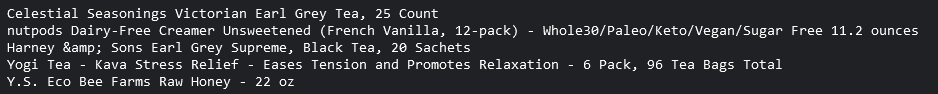 Celestial Seasonings Victorian Earl Grey Tea, 25 Count
nutpods Dairy-Free Creamer Unsweetened (French Vanilla, 12-pack) - Whole30/Paleo/Keto/Vegan/Sugar Free 11.2 ounces
Harney &amp; Sons Earl Grey Supreme, Black Tea, 20 Sachets
Yogi Tea - Kava Stress Relief - Eases Tension and Promotes Relaxation - 6 Pack, 96 Tea Bags Total
Y.S. Eco Bee Farms Raw Honey - 22 oz